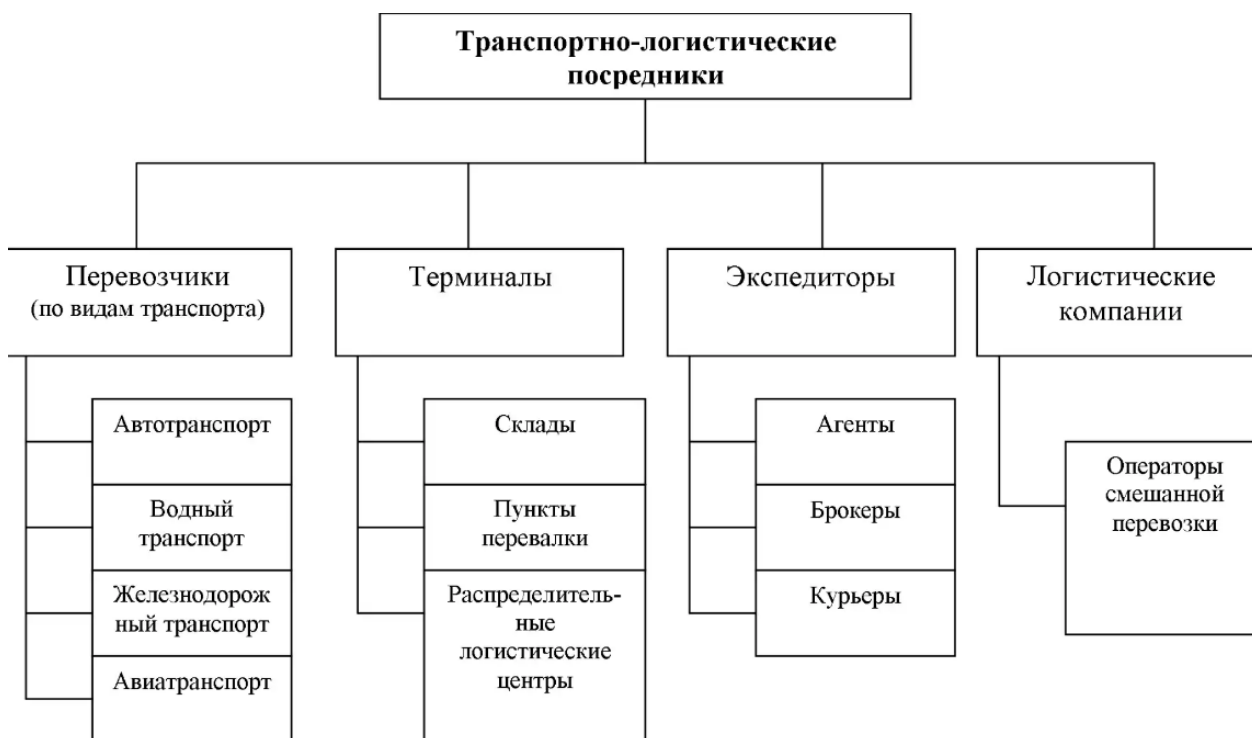 Транспортно-логистические
посредники
Перевозчики
(по видам транспорта)
Терминалы
Экспедиторы
Логистические
компании
Автотранспорт
Водный
транспорт
Железнодорож
ный транспорт
Авиатранспорт
Склады
Пункты
перевалки
Распределитель-
ные
логистические
центры
Агенты
Брокеры
Курьеры
Операторы
смешанной
перевозки